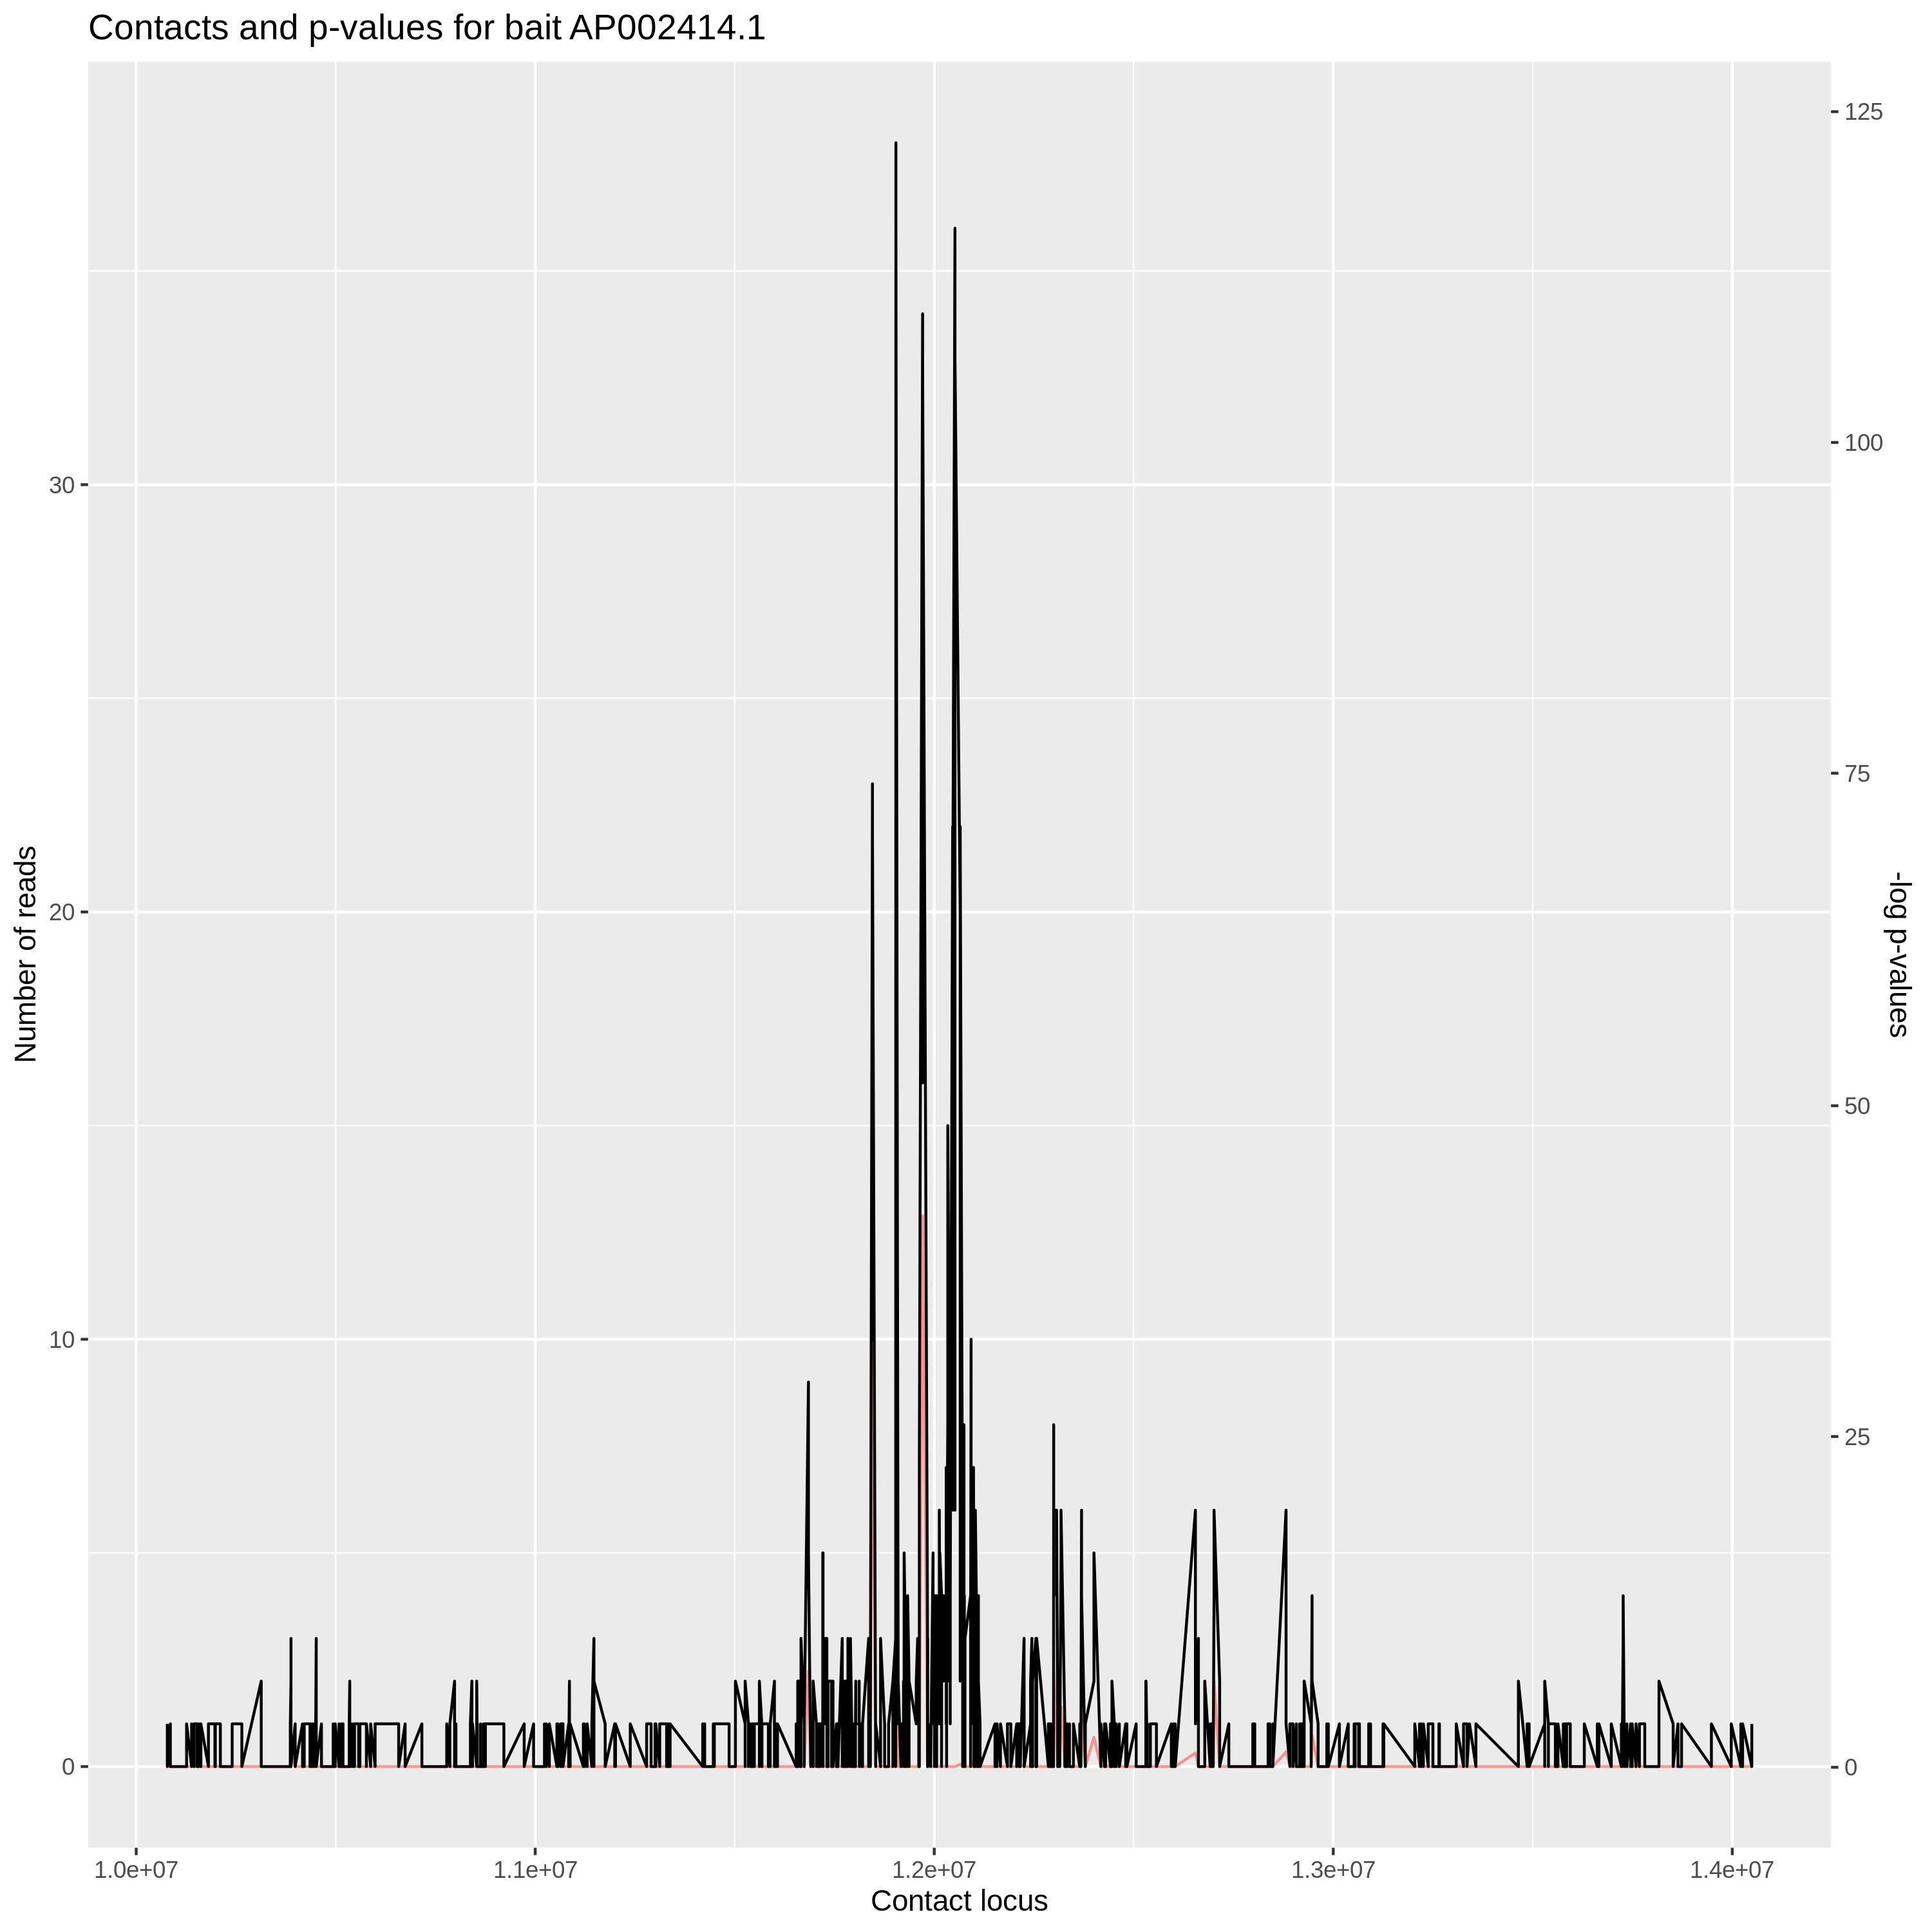 Contacts and p-values for bait AP002414.1
125
100
30
75
Number of reads
-log p-values
20
50
10
25
0
0
1.0e+07
1.1e+07
1.2e+07
1.3e+07
1.4e+07
Contact locus